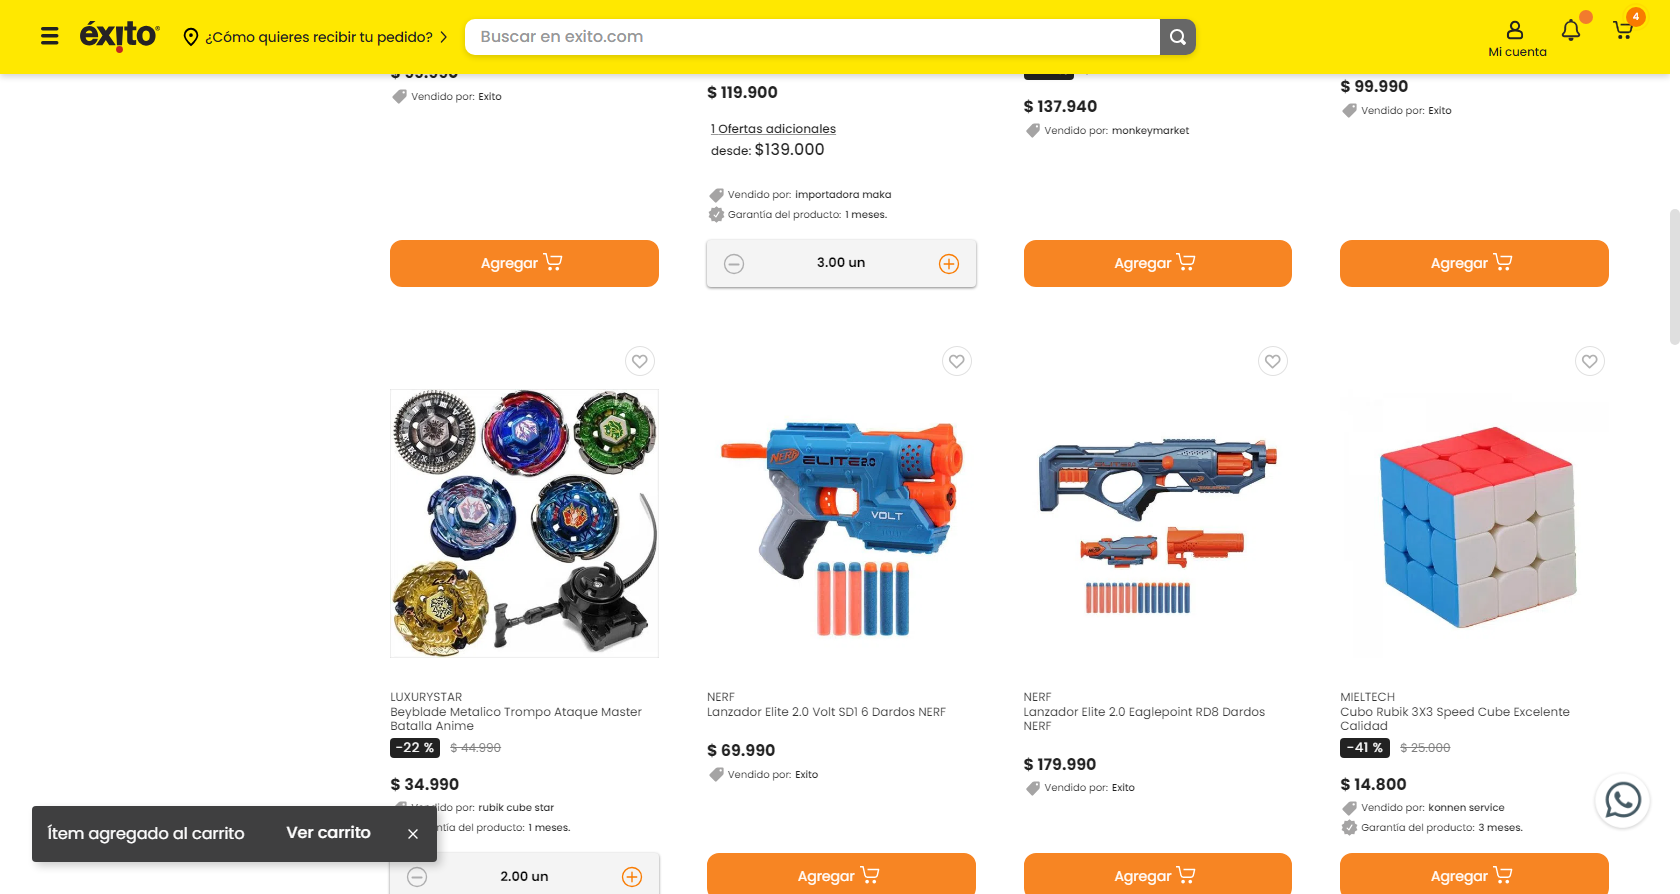 éxito
¿Cómo quieres recibir tu pedido?
Buscar en exito.com
Mi cuenta
4
Vendido por: Exito
$ 119.900
1 Ofertas adicionales
desde: $139.000
Vendido por: importadora maka
Garantía del producto: 1 meses.
$ 137.940
Vendido por: monkeymarket
$ 99.990
Vendido por: Exito
Agregar
3.00 un
Agregar
Agregar
NERF ELITE 2.0
VOLT
LUXURYSTAR
Beyblade Metalico Trompo Ataque Master
Batalla Anime
-22 % $ 44.990
$ 34.990
Vendido por: rubik cube star
ntía del producto: 1 meses.
2.00 un
NERF
Lanzador Elite 2.0 Volt SD1 6 Dardos NERF
$ 69.990
Vendido por: Exito
Agregar
NERF
Lanzador Elite 2.0 Eaglepoint RD8 Dardos
NERF
$ 179.990
Vendido por: Exito
Agregar
MIELTECH
Cubo Rubik 3X3 Speed Cube Excelente
Calidad
-41 % $ 25.000
$ 14.800
Vendido por: konnen service
Garantía del producto: 3 meses.
Agregar
Ítem agregado al carrito
Ver carrito